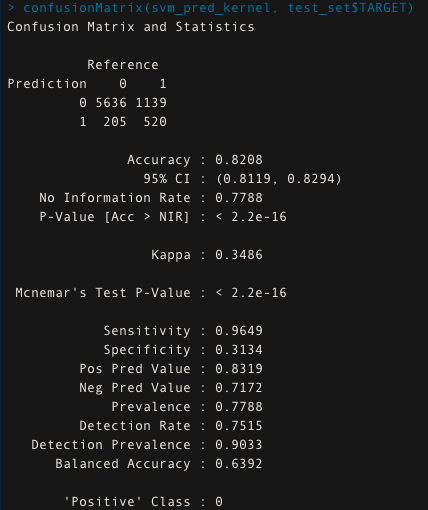 > confusionMatrix(svm_pred_kernel, test_set$TARGET)
Confusion Matrix and Statistics
Reference
Prediction 0 1
0 5636 1139
1 205 520
Accuracy : 0.8208
95% CI : (0.8119, 0.8294)
No Information Rate : 0.7788
P-Value [Acc > NIR] : < 2.2e-16
Kappa : 0.3486
Mcnemar's Test P-Value : < 2.2e-16
Sensitivity : 0.9649
Specificity : 0.3134
Pos Pred Value : 0.8319
Neg Pred Value : 0.7172
Prevalence : 0.7788
Detection Rate : 0.7515
Detection Prevalence : 0.9033
Balanced Accuracy : 0.6392
'Positive' Class : 0